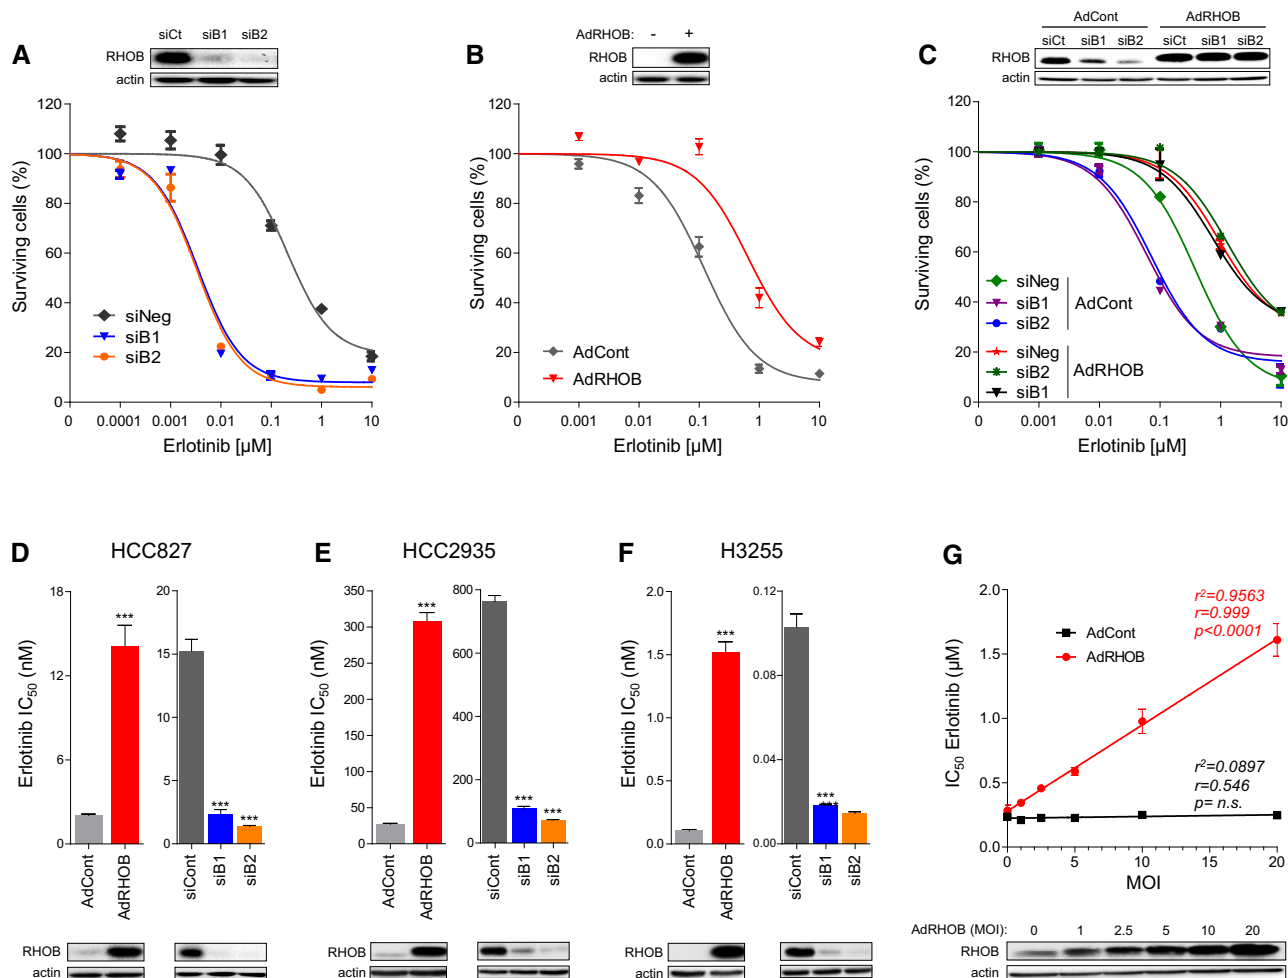 A
siCt siB1 siB2
RHOB
actin
120
100
80
60
40
20
0
Surviving cells (%)
siNeg
siB1
siB2
0 0.0001 0.001 0.01 0.1 1 10
Erlotinib [µM]
B
AdRHOB: - +
RHOB
actin
120
100
80
60
40
20
0
Surviving cells (%)
AdCont
AdRHOB
0 0.001 0.01 0.1 1 10
Erlotinib [µM]
C
AdCont AdRHOB
siCt siB1 siB2 siCt siB1 siB2
RHOB
actin
120
100
80
60
40
20
0
Surviving cells (%)
siNeg
siB1 AdCont
siB2
siNeg
siB2 AdRHOB
siB1
0 0.001 0.01 0.1 1 10
Erlotinib [µM]
D HCC827
Erlotinib IC50 (nM)
18
12
6
0
***
AdCont AdRHOB
20
15
10
5
0
***
***
siCont siB1 siB2
RHOB
actin
E HCC2935
Erlotinib IC50 (nM)
350
300
250
200
150
100
50
0
***
AdCont AdRHOB
800
600
400
200
0
***
***
siCont siB1 siB2
RHOB
actin
F H3255
Erlotinib IC50 (nM)
2.0
1.5
1.0
0.5
0.0
***
AdCont AdRHOB
0.12
0.08
0.04
0.00
***
***
siCont siB1 siB2
RHOB
actin
G
IC50 Erlotinib (µM)
2.0
1.5
1.0
0.5
0.0
AdCont
AdRHOB
r²=0.9563
r=0.999
p<0.0001
r²=0.0897
r=0.546
p= n.s.
0 5 10 15 20
MOI
AdRHOB (MOI): 0 1 2.5 5 10 20
RHOB
actin